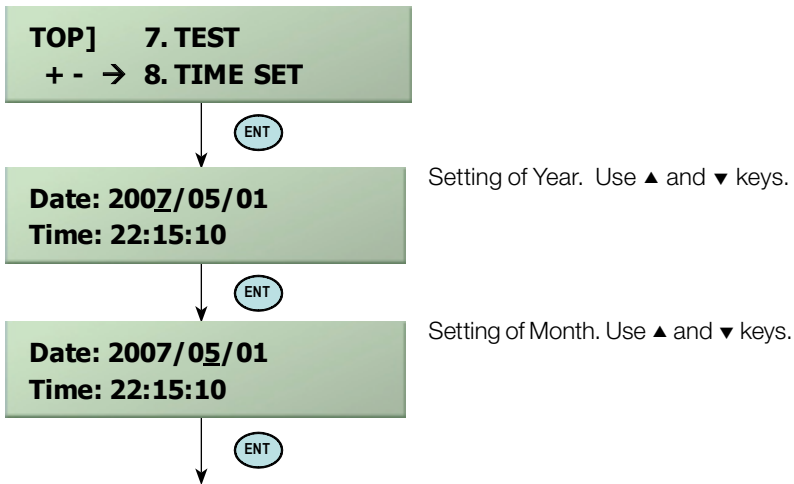 TOP] 7. TEST
+ - → 8. TIME SET
ENT
Date: 2007/05/01
Time: 22:15:10
Setting of Year. Use ▲ and ▼ keys.
ENT
Date: 2007/05/01
Time: 22:15:10
Setting of Month. Use ▲ and ▼ keys.
ENT